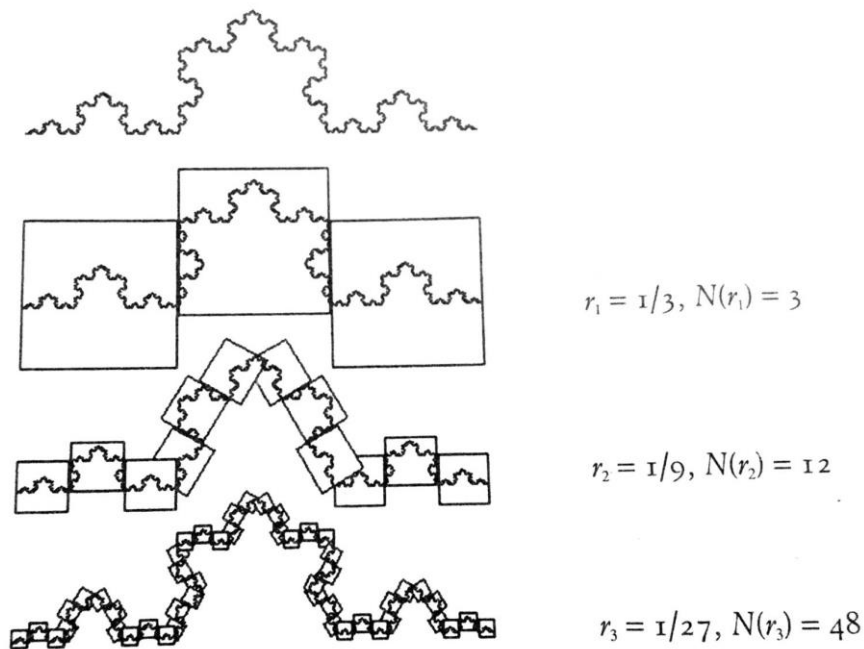 r₁ = 1/3, N(r₁) = 3
r₂ = 1/9, N(r₂) = 12
r₃ = 1/27, N(r₃) = 48